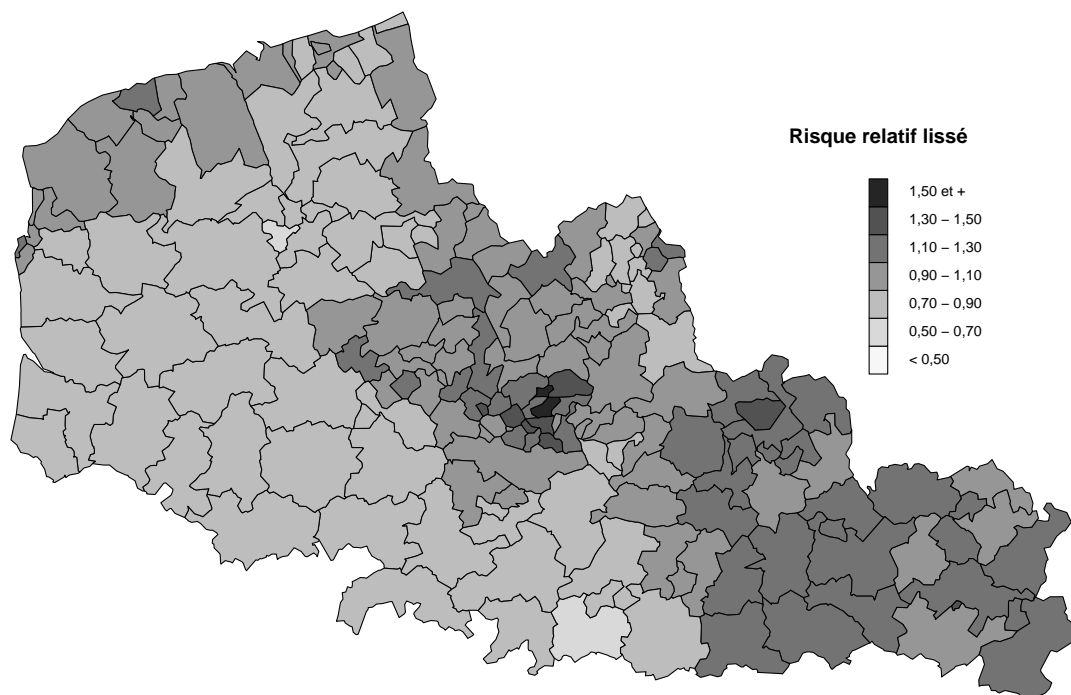 Risque relatif lissé
1,50 et +
1,30 – 1,50
1,10 – 1,30
0,90 – 1,10
0,70 – 0,90
0,50 – 0,70
< 0,50